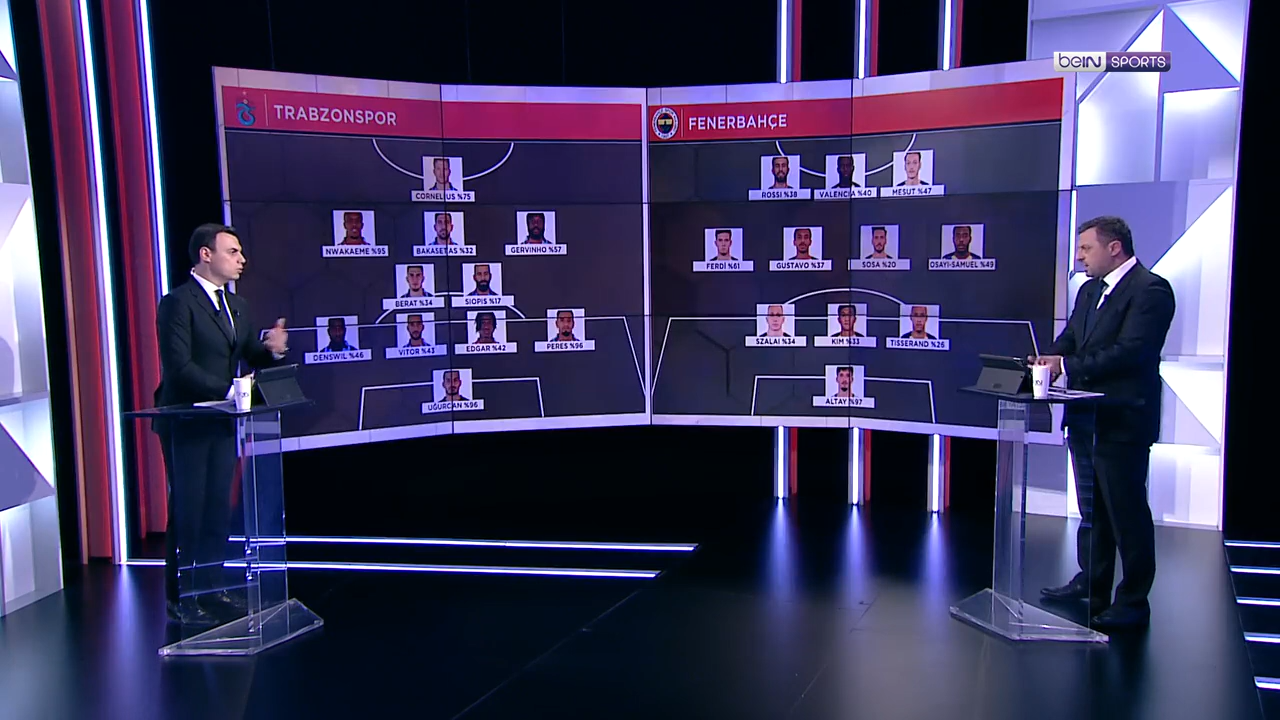 beIN SPORTS
TRABZONSPOR
CORNELIUS %75
NWAKAEME %95
BAKASETAS %32
GERVINHO %57
BERAT %34
SIOPIS %17
DENSWIL %46
VITOR %43
EDGAR %42
PERES %96
UĞURCAN %96
FENERBAHÇE
ROSSI %38
VALENCIA %40
MESUT %47
FERDİ %61
GUSTAVO %37
SOSA %20
OSAYI-SAMUEL %49
SZALAI %34
KIM %33
TISSERAND %26
ALTAY %97